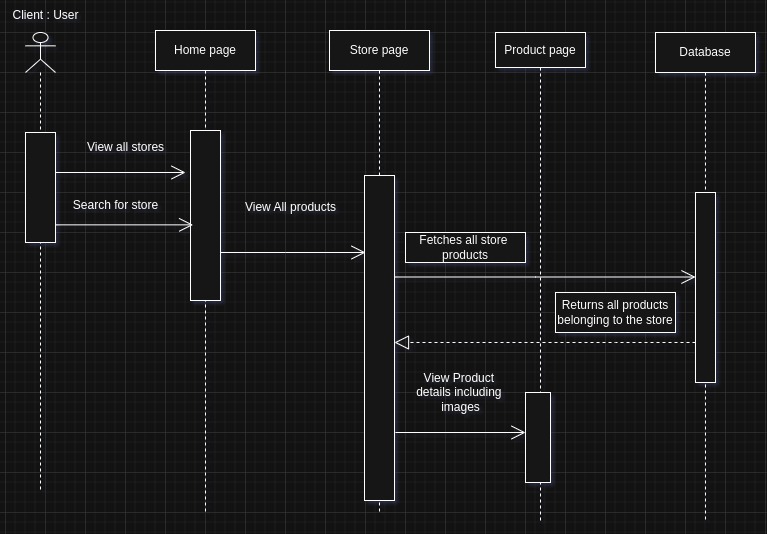 Client : User
Home page
Store page
Product page
Database
View all stores
Search for store
View All products
Fetches all store
products
Returns all products
belonging to the store
View Product
details including
images